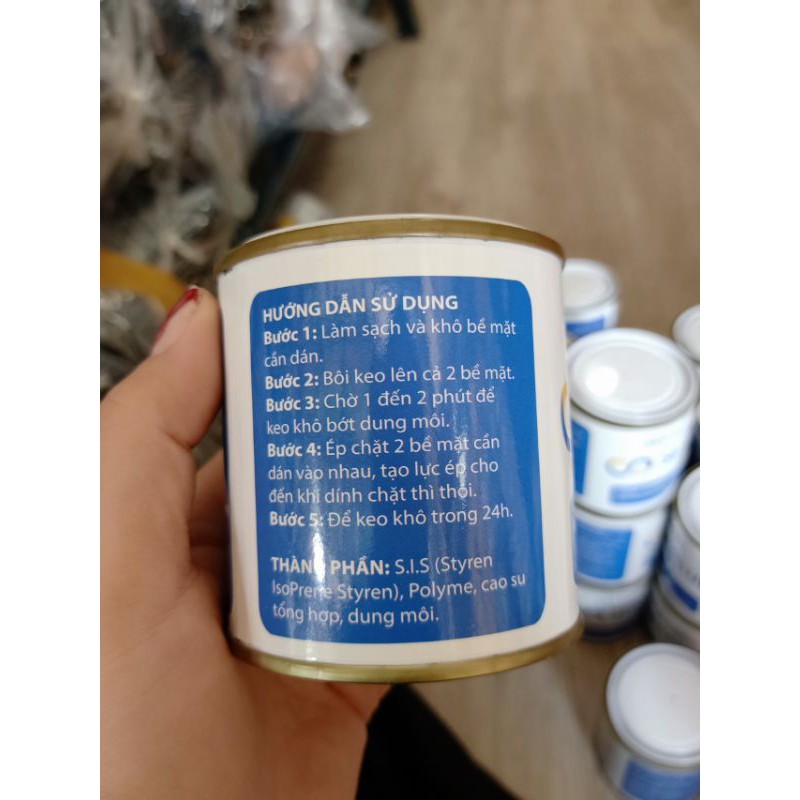 HƯỚNG DẪN SỬ DỤNG
Bước 1: Làm sạch và khô bề mặt
cần dán.
Bước 2: Bôi keo lên cả 2 bề mặt.
Bước 3: Chờ 1 đến 2 phút để
keo khô bớt dung môi.
Bước 4: Ép chặt 2 bề mặt cần
dán vào nhau, tạo lực ép cho
đến khi dính chặt thì thôi.
Bước 5: Để keo khô trong 24h.
THÀNH PHẦN: S.I.S (Styren
IsoPrene Styren), Polyme, cao su
tổng hợp, dung môi.